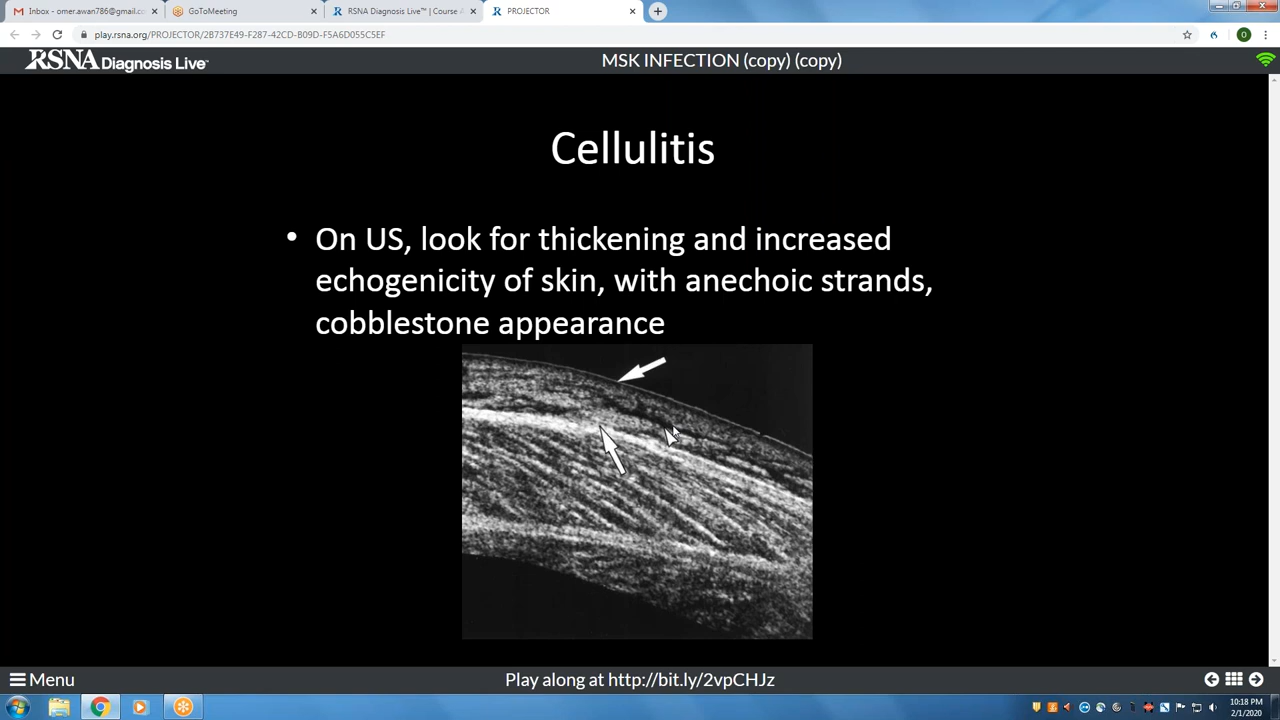 Inbox - omer.awan786@gmail.co
GoToMeeting
RSNA Diagnosis Live™ | Course
PROJECTOR
play.rsna.org/PROJECTOR/2B737E49-F287-42CD-B09D-F5A6D055C5EF
O
RSNA Diagnosis Live™
MSK INFECTION (copy) (copy)
Cellulitis
• On US, look for thickening and increased
echogenicity of skin, with anechoic strands,
cobblestone appearance
Menu
Play along at http://bit.ly/2vpCHJz
10:18 PM
2/1/2020